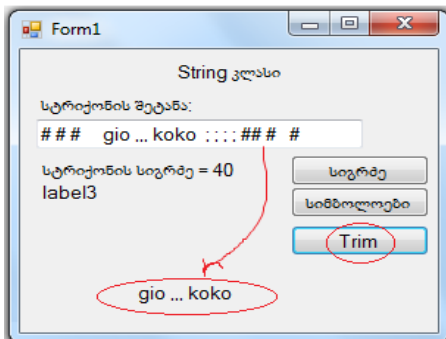 Form1
String კლასი
სტრიქონის შეტანა:
# # #    gio ,,, koko  ; ; ; ; ## #  #
სტრიქონის სიგრძე = 40
სიგრძე
label3
სიმბოლოები
Trim
gio ,,, koko